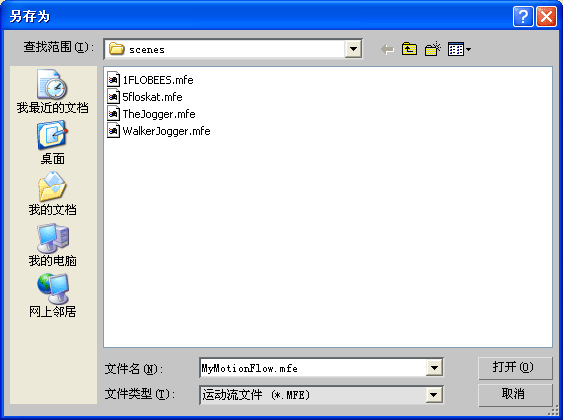 另存为
查找范围(I):
scenes
我最近的文档
桌面
我的文档
我的电脑
网上邻居
1FLOBEES.mfe
5floskat.mfe
TheJogger.mfe
WalkerJogger.mfe
文件名(N):
MyMotionFlow.mfe
打开(O)
文件类型(T):
运动流文件 (*.MFE)
取消